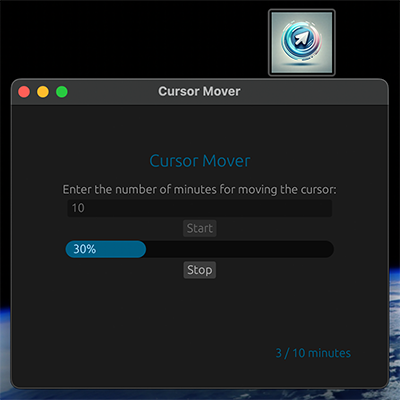 Cursor Mover
Cursor Mover
Enter the number of minutes for moving the cursor:
10
Start
30%
Stop
3 / 10 minutes